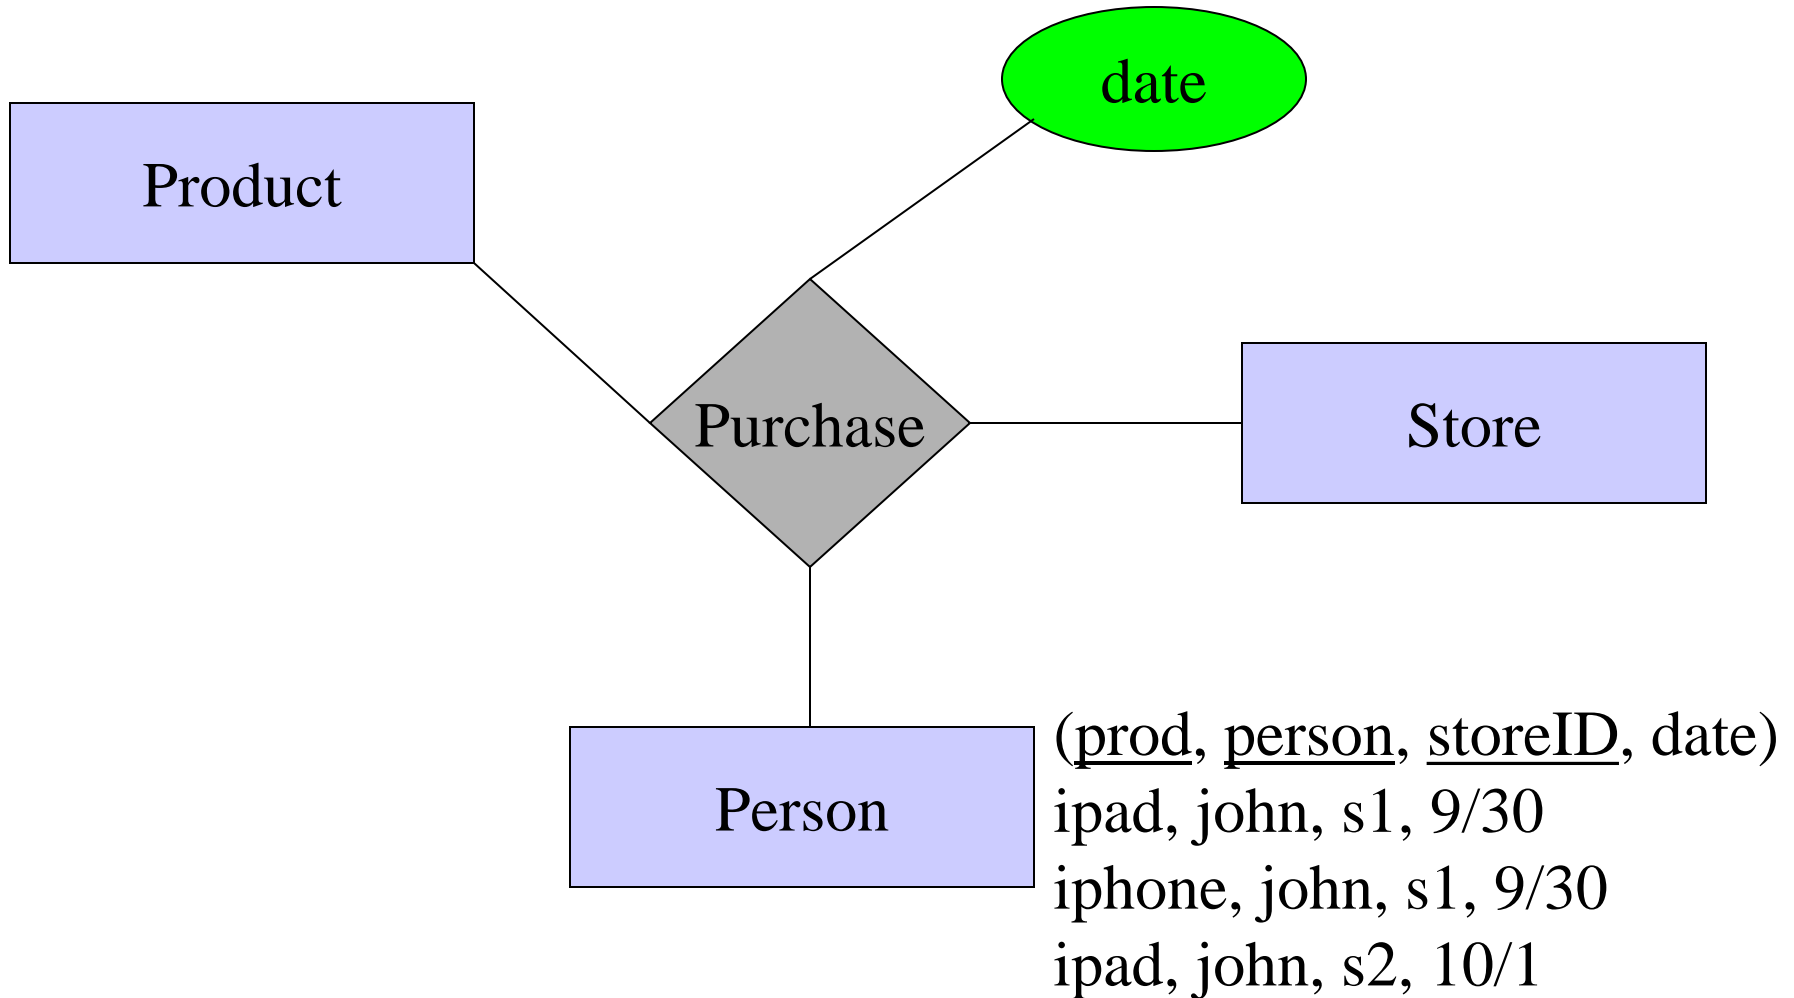 date
Product
Purchase
Store
Person
(prod, person, storeID, date)
ipad, john, s1, 9/30
iphone, john, s1, 9/30
ipad, john, s2, 10/1